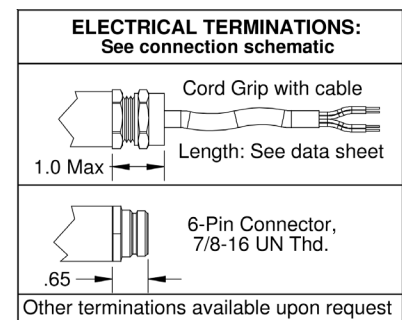 ELECTRICAL TERMINATIONS:
See connection schematic
Cord Grip with cable
1.0 Max
Length: See data sheet
6-Pin Connector,
7/8-16 UN Thd.
.65
Other terminations available upon request